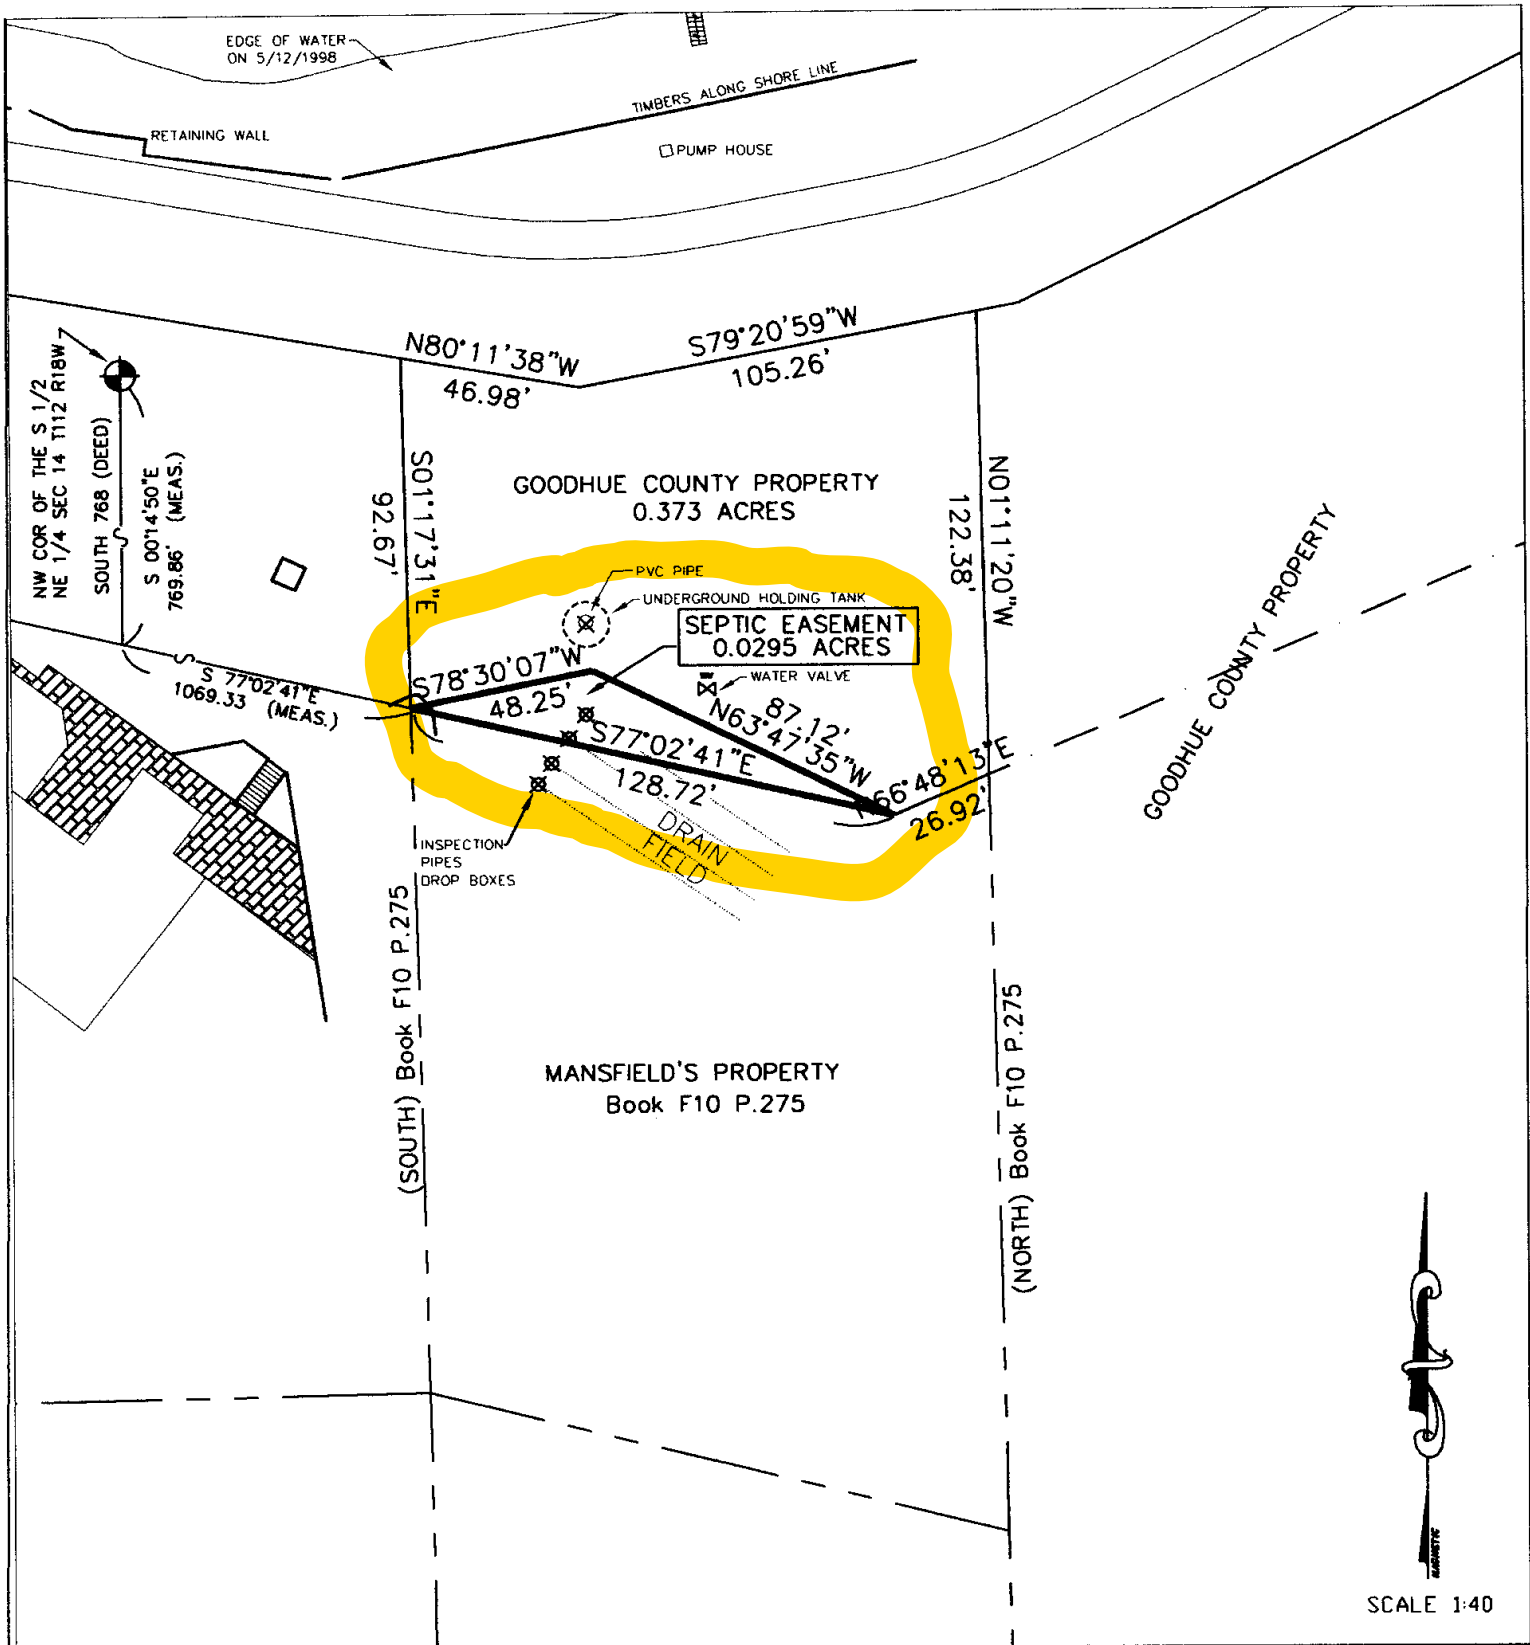 EDGE OF WATER
ON 5/12/1998
TIMBERS ALONG SHORE LINE
RETAINING WALL
PUMP HOUSE
N80°11'38"W
46.98'
S79°20'59"W
105.26'
NW COR OF THE S 1/2
NE 1/4 SEC 14 T112 R18W
SOUTH 768 (DEED)
S 00°14'50"E
769.86' (MEAS.)
S01°17'31"E
92.67'
GOODHUE COUNTY PROPERTY
0.373 ACRES
N01°11'20"W
122.38'
GOODHUE COUNTY PROPERTY
PVC PIPE
UNDERGROUND HOLDING TANK
SEPTIC EASEMENT
0.0295 ACRES
WATER VALVE
S 77°02'41"E
1069.33 (MEAS.)
S78°30'07"W
48.25'
87.12'
N63°47'35"W
S77°02'41"E
128.72'
N66°48'13"E
26.92'
DRAIN
FIELD
INSPECTION
PIPES
DROP BOXES
(SOUTH) Book F10 P.275
MANSFIELD'S PROPERTY
Book F10 P.275
(NORTH) Book F10 P.275
MAGNETIC
SCALE 1:40